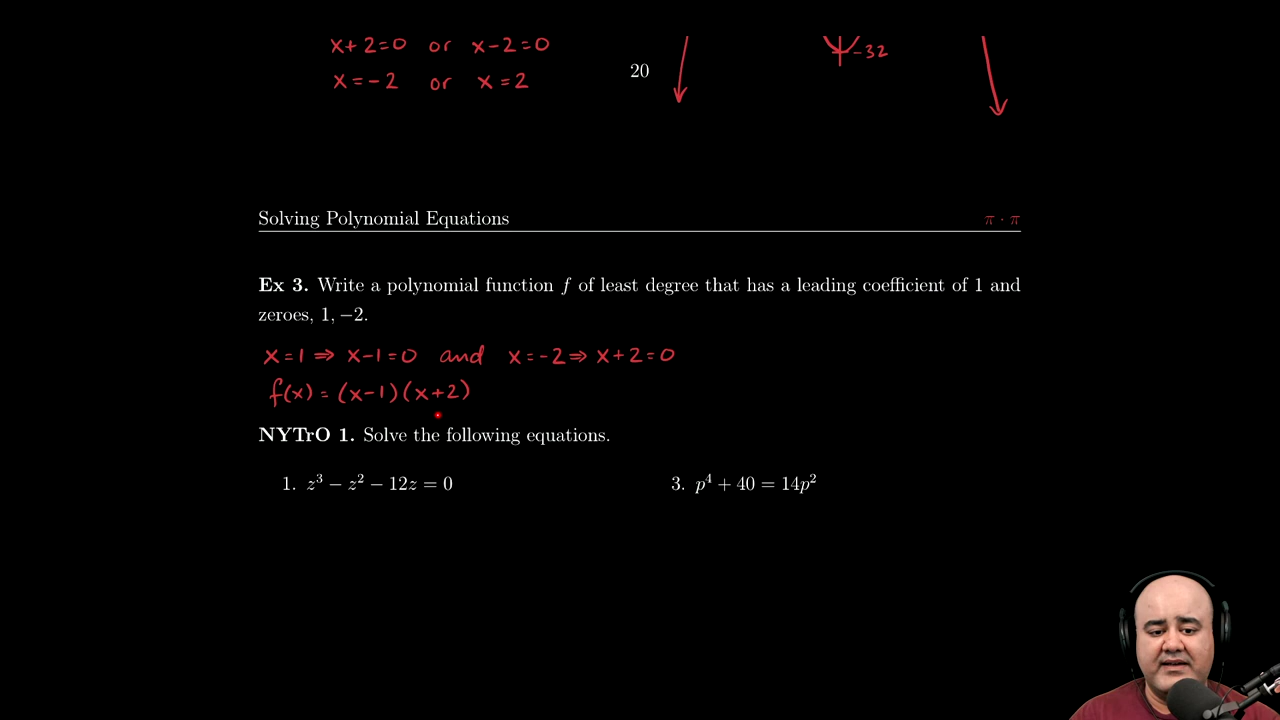 x+2=0 or x-2=0
x=-2 or x=2
20
-32
Solving Polynomial Equations π · π
Ex 3. Write a polynomial function f of least degree that has a leading coefficient of 1 and
zeroes, 1, −2.
x=1 ⇒ x-1=0 and x=-2 ⇒ x+2=0
f(x) = (x-1)(x+2)
NYTrO 1. Solve the following equations.
1. z³ − z² − 12z = 0
3. p⁴ + 40 = 14p²